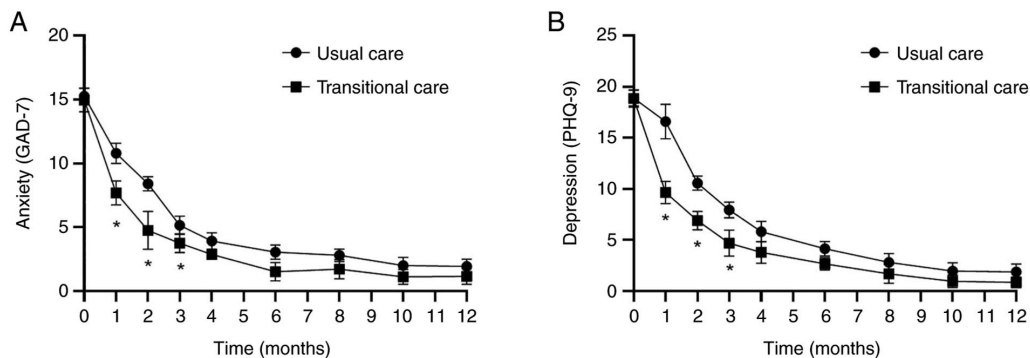 A
Anxiety (GAD-7)
20
15
10
5
0
Usual care
Transitional care
*
*
*
0 1 2 3 4 5 6 7 8 9 10 11 12
Time (months)
B
Depression (PHQ-9)
25
20
15
10
5
0
Usual care
Transitional care
*
*
*
0 1 2 3 4 5 6 7 8 9 10 11 12
Time (months)